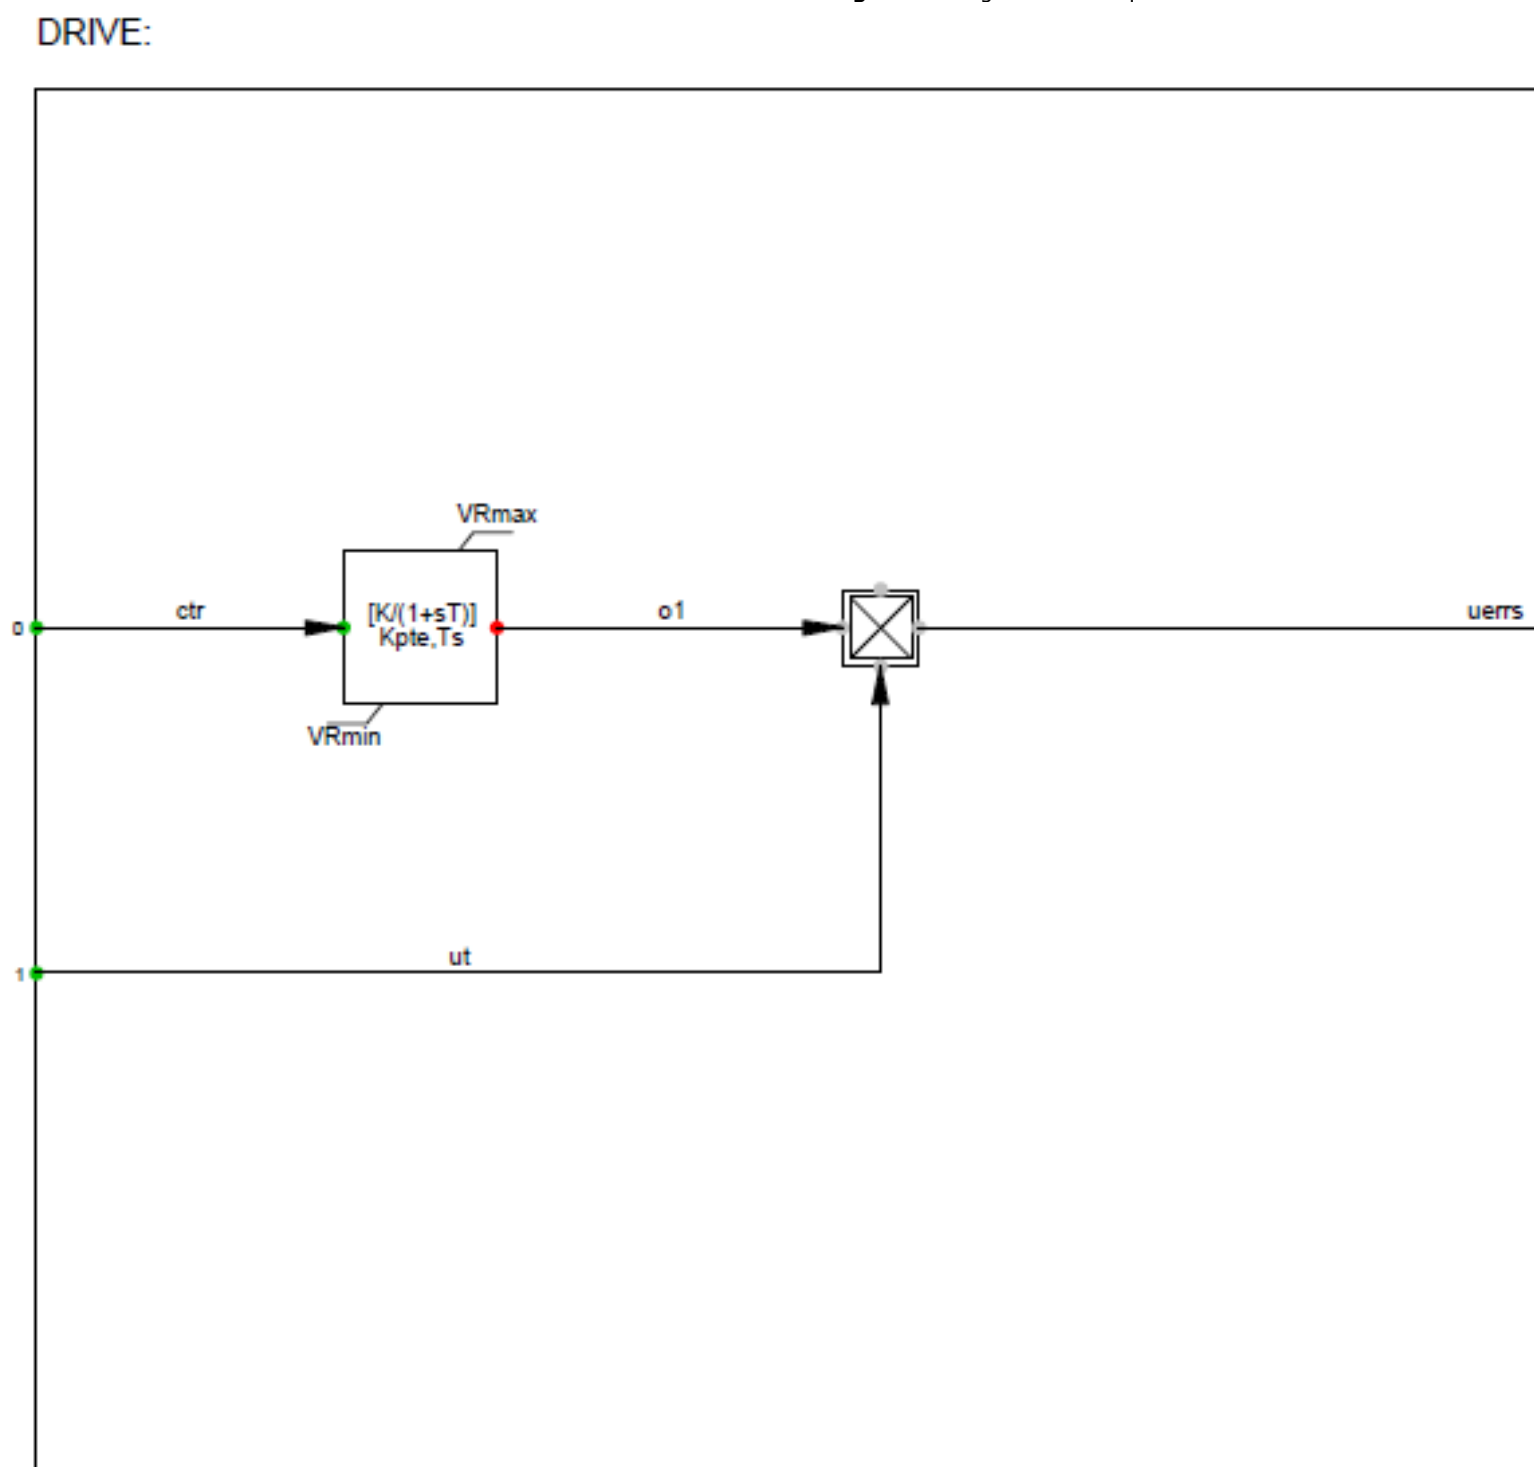 DRIVE:
VRmax
0
ctr
[K/(1+sT)]
Kpte,Ts
o1
uerrs
VRmin
1
ut